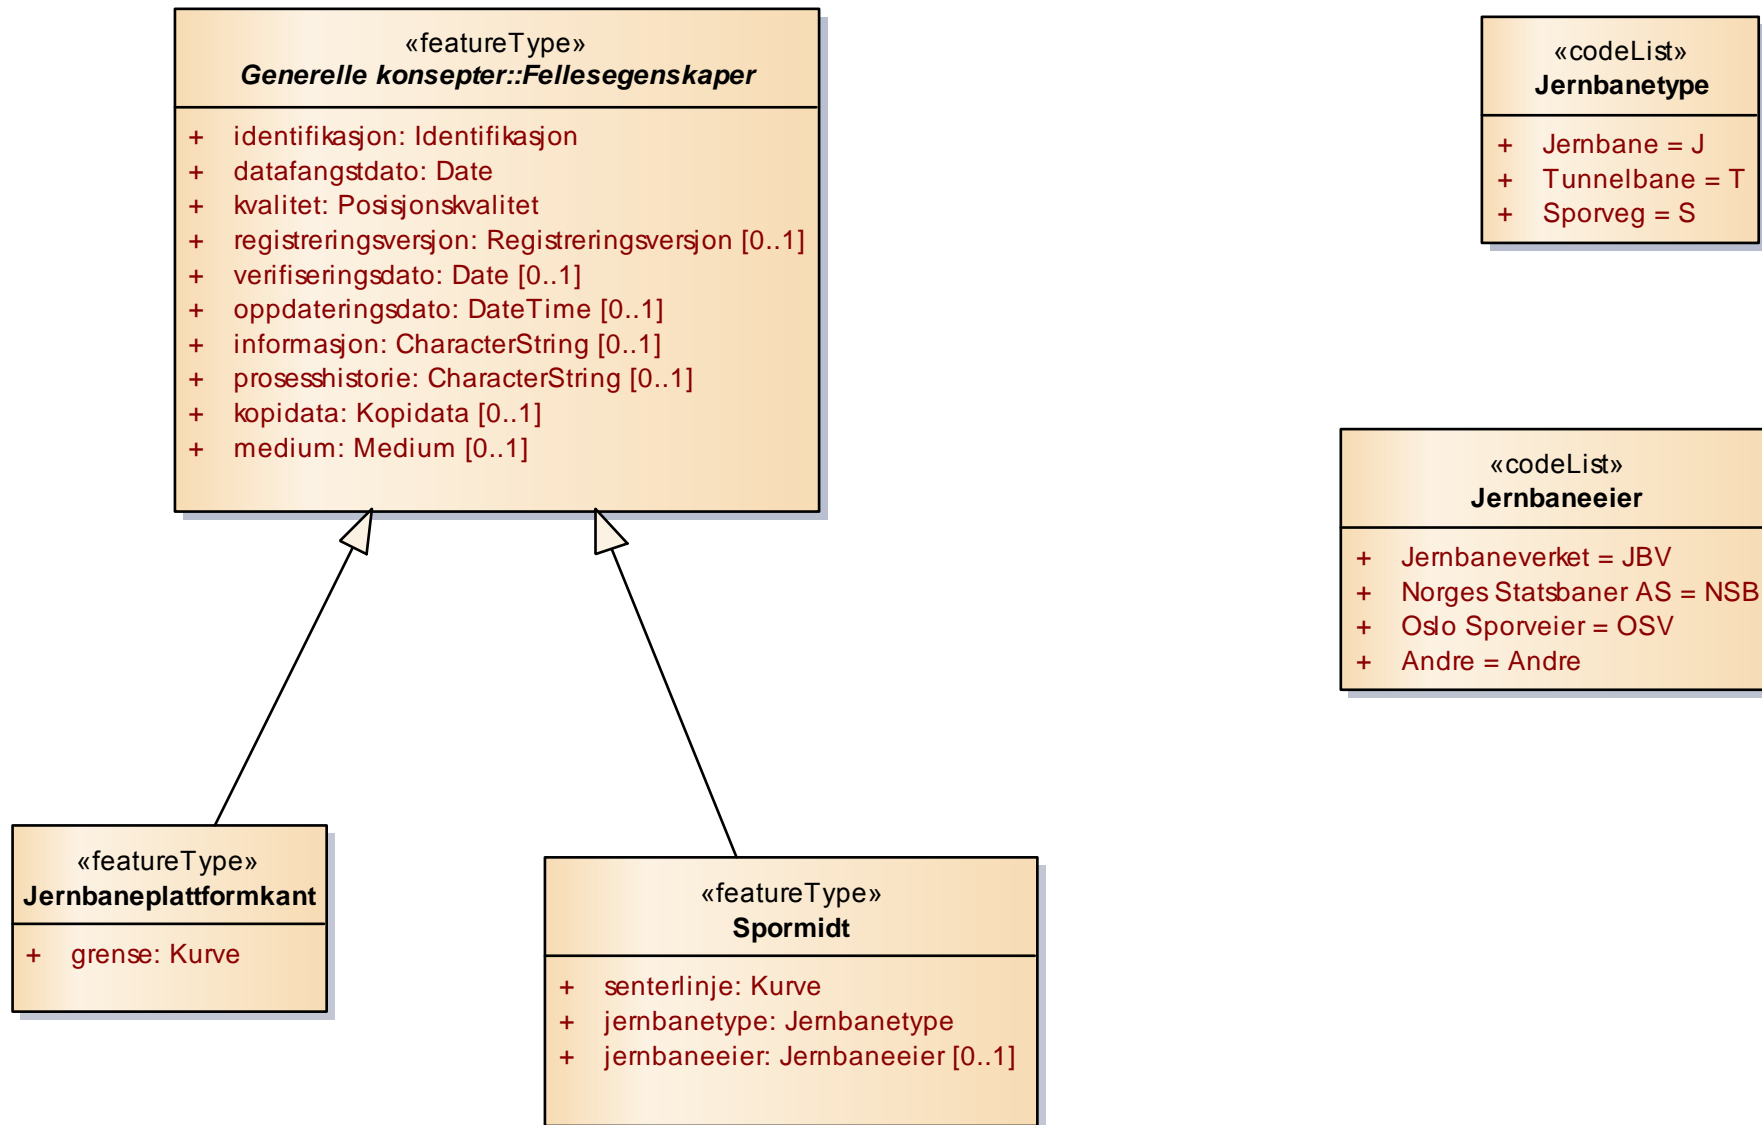 «featureType»
Generelle konsepter::Fellesegenskaper
+ identifikasjon: Identifikasjon
+ datafangstdato: Date
+ kvalitet: Posisjonskvalitet
+ registreringsversjon: Registreringsversjon [0..1]
+ verifiseringsdato: Date [0..1]
+ oppdateringsdato: DateTime [0..1]
+ informasjon: CharacterString [0..1]
+ prosesshistorie: CharacterString [0..1]
+ kopidata: Kopidata [0..1]
+ medium: Medium [0..1]
«codeList»
Jernbanetype
+ Jernbane = J
+ Tunnelbane = T
+ Sporveg = S
«codeList»
Jernbaneeier
+ Jernbaneverket = JBV
+ Norges Statsbaner AS = NSB
+ Oslo Sporveier = OSV
+ Andre = Andre
«featureType»
Jernbaneplattformkant
+ grense: Kurve
«featureType»
Spormidt
+ senterlinje: Kurve
+ jernbanetype: Jernbanetype
+ jernbaneeier: Jernbaneeier [0..1]